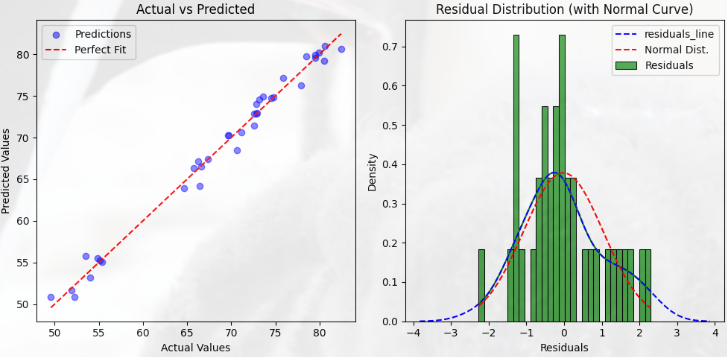 Actual vs Predicted
Predictions
Perfect Fit
80
75
70
65
60
55
50
Predicted Values
50
55
60
65
70
75
80
Actual Values
Residual Distribution (with Normal Curve)
residuals_line
Normal Dist.
Residuals
0.7
0.6
0.5
0.4
0.3
0.2
0.1
0.0
Density
−4
−3
−2
−1
0
1
2
3
4
Residuals